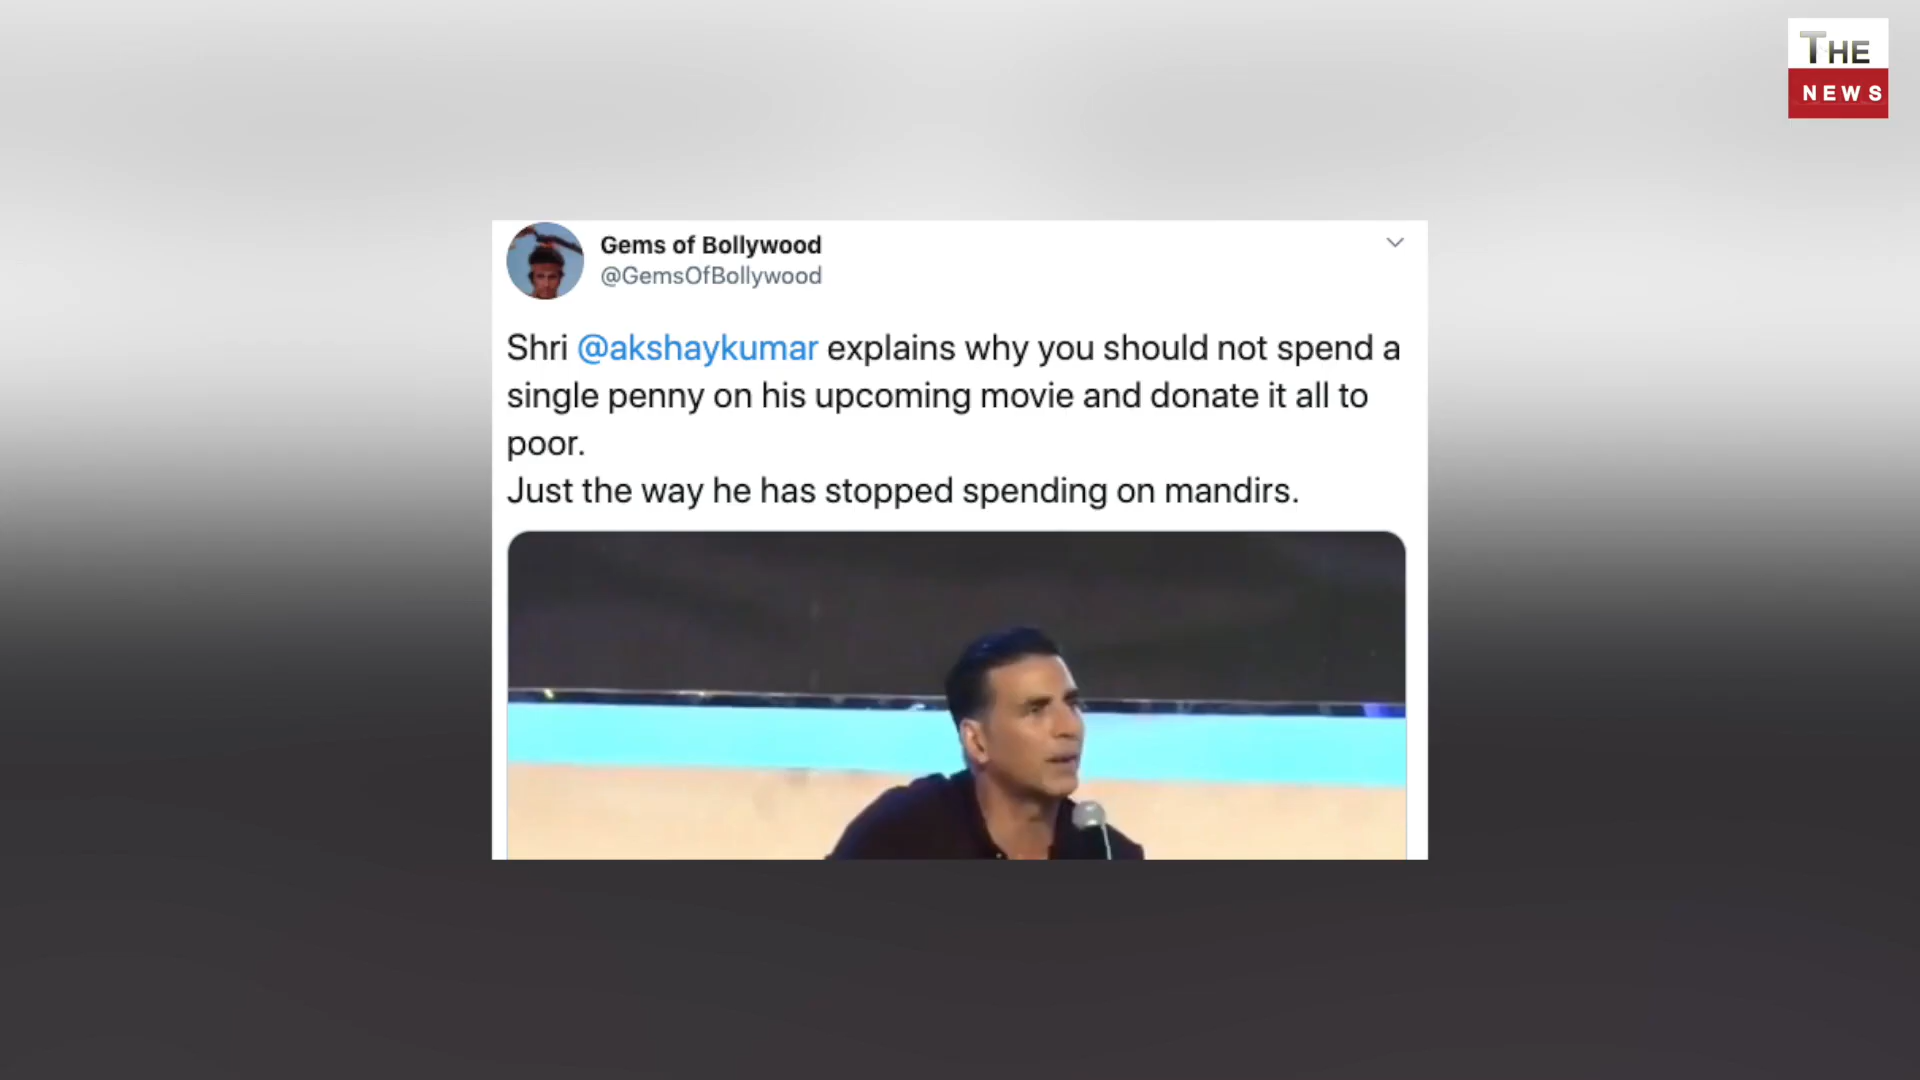 THE
NEWS
Gems of Bollywood
@GemsOfBollywood
Shri @akshaykumar explains why you should not spend a
single penny on his upcoming movie and donate it all to
poor.
Just the way he has stopped spending on mandirs.